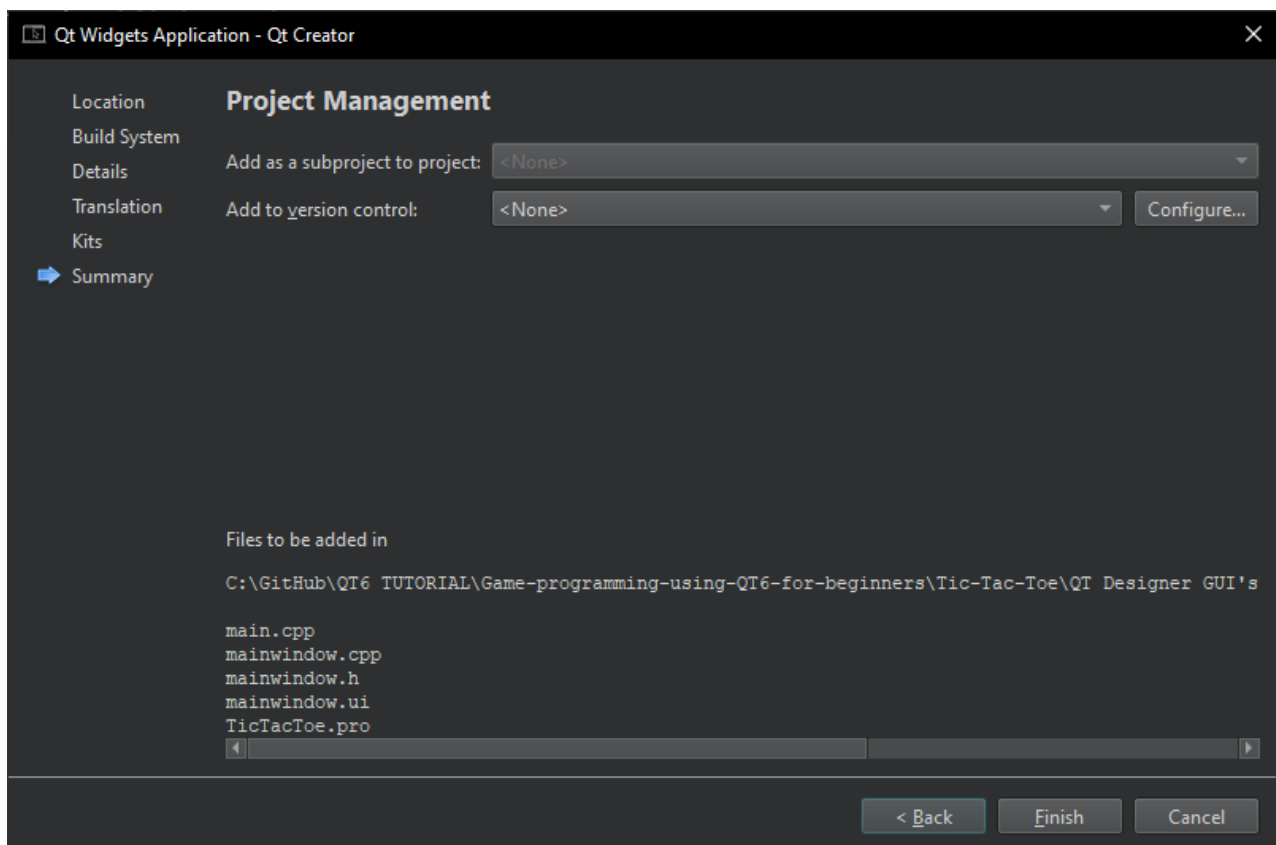 Qt Widgets Application - Qt Creator
Location
Build System
Details
Translation
Kits
Summary
Project Management
Add as a subproject to project: <None>
Add to version control: <None> Configure...
Files to be added in
C:\GitHub\QT6 TUTORIAL\Game-programming-using-QT6-for-beginners\Tic-Tac-Toe\QT Designer GUI's
main.cpp
mainwindow.cpp
mainwindow.h
mainwindow.ui
TicTacToe.pro
< Back Finish Cancel